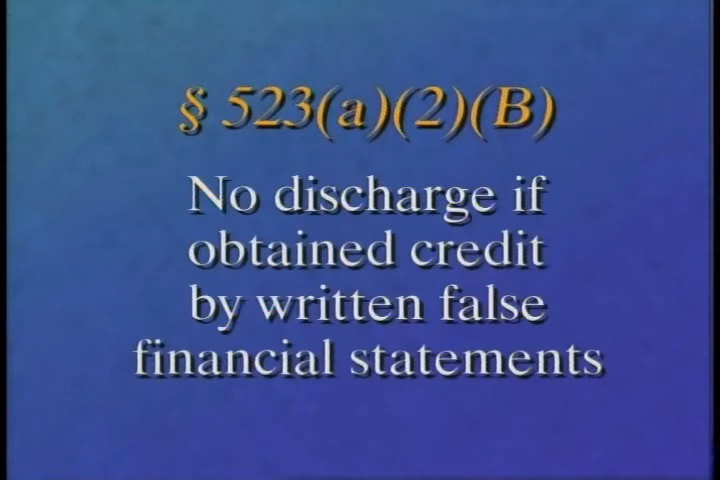 § 523(a)(2)(B)
No discharge if
obtained credit
by written false
financial statements